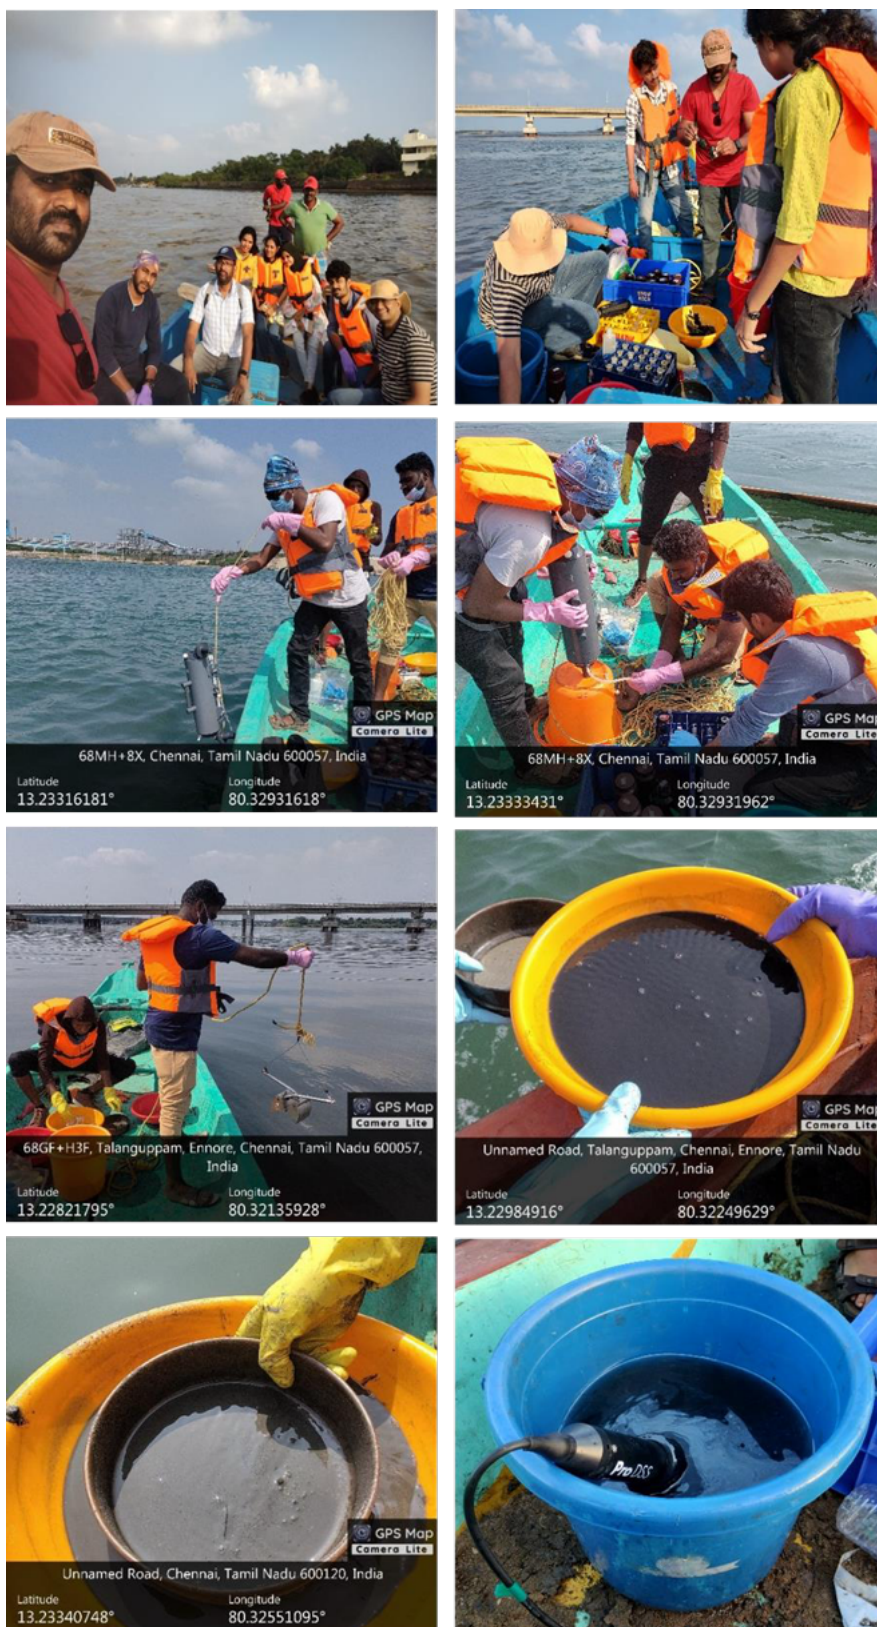 GPS Map
Camera Lite
68MH+8X, Chennai, Tamil Nadu 600057, India
Latitude
13.23316181°
Longitude
80.32931618°
GPS Map
Camera Lite
68MH+8X, Chennai, Tamil Nadu 600057, India
Latitude
13.23333431°
Longitude
80.32931962°
GPS Map
Camera Lite
68GF+H3F, Talanguppam, Ennore, Chennai, Tamil Nadu 600057,
India
Latitude
13.22821795°
Longitude
80.32135928°
GPS Map
Camera Lite
Unnamed Road, Talanguppam, Chennai, Ennore, Tamil Nadu
600057, India
Latitude
13.22984916°
Longitude
80.32249629°
GPS Map
Camera Lite
Unnamed Road, Chennai, Tamil Nadu 600120, India
Latitude
13.23340748°
Longitude
80.32551095°
Pro DSS